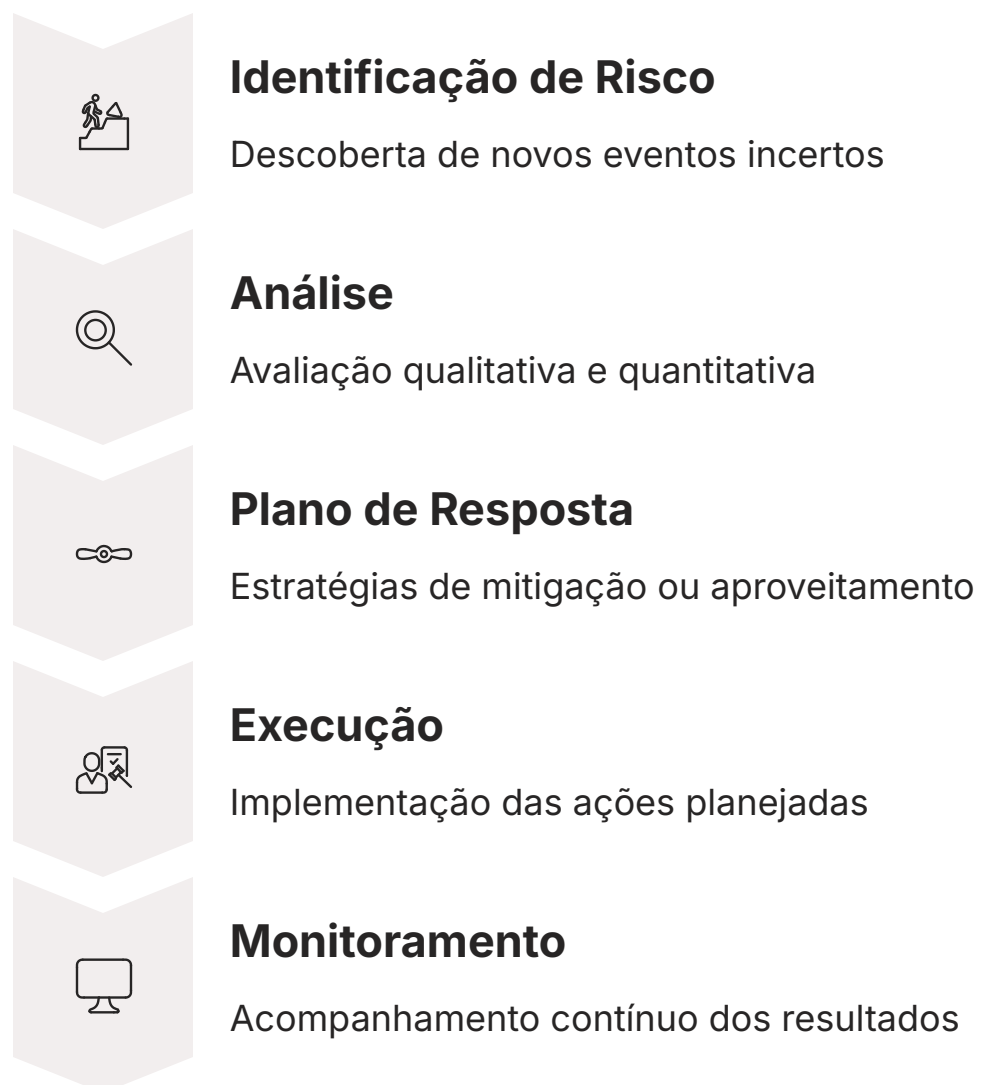 Identificação de Risco
Descoberta de novos eventos incertos
Análise
Avaliação qualitativa e quantitativa
Plano de Resposta
Estratégias de mitigação ou aproveitamento
Execução
Implementação das ações planejadas
Monitoramento
Acompanhamento contínuo dos resultados